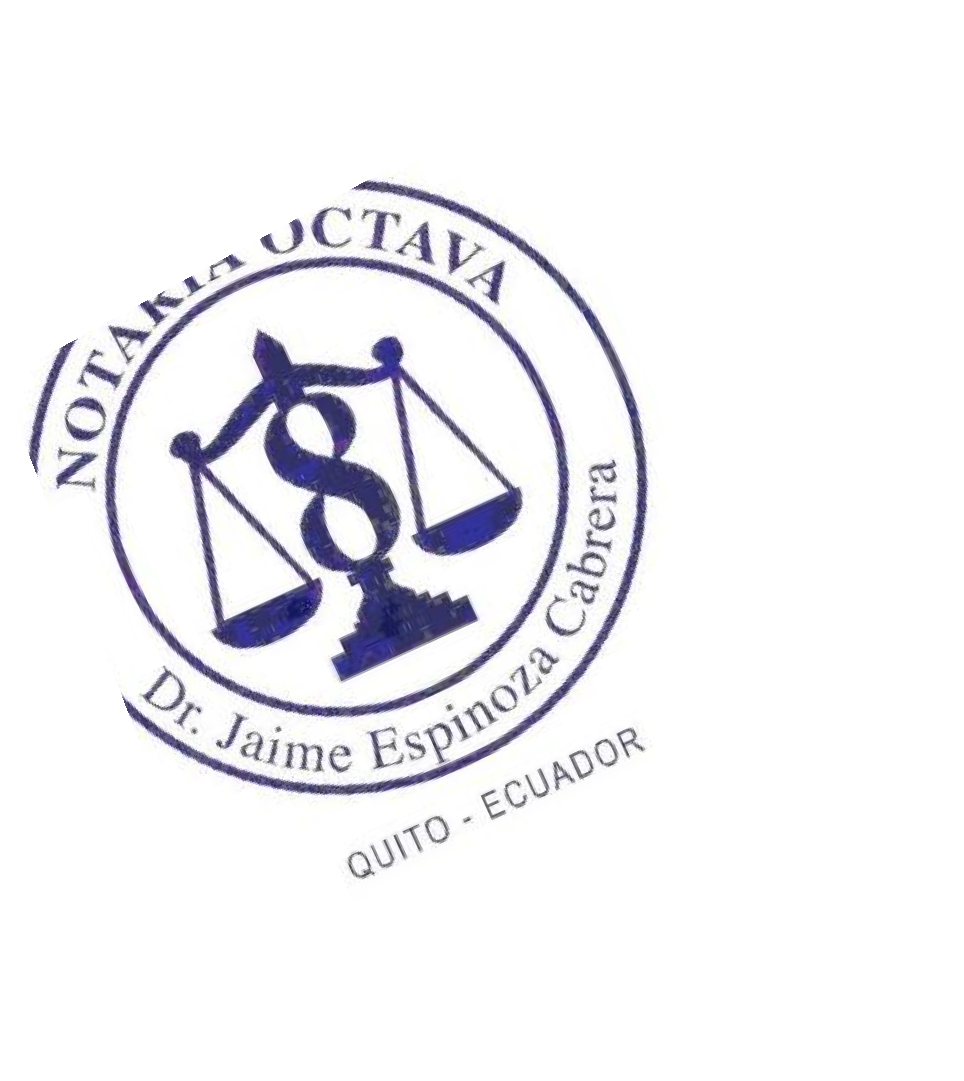 NOTARIA OCTAVA
8
Dr. Jaime Espinoza Cabrera
QUITO - ECUADOR